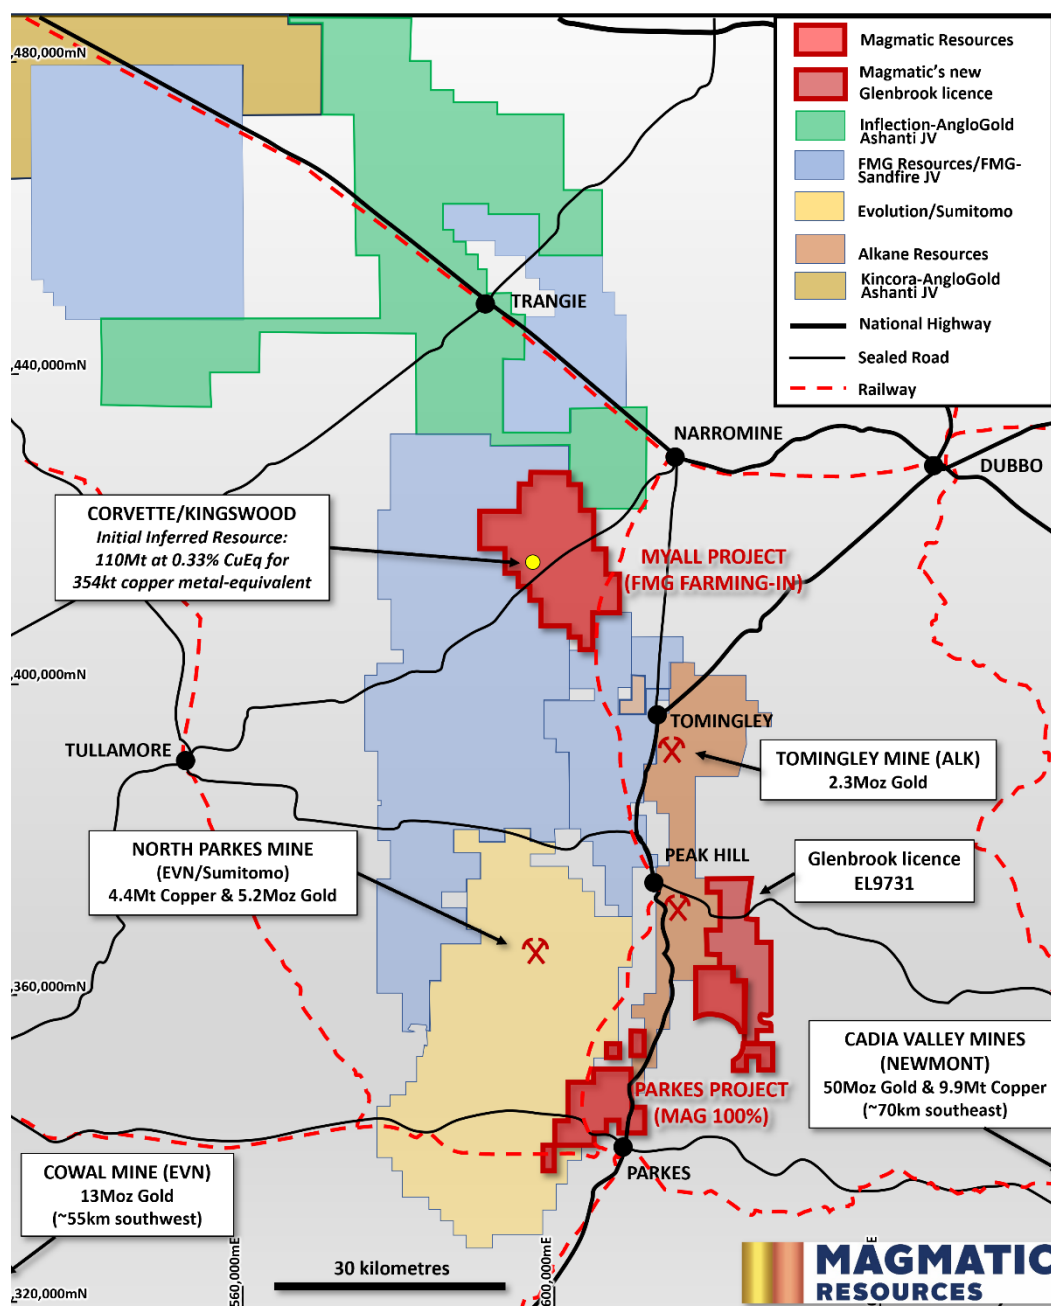 480,000mN
440,000mN
400,000mN
360,000mN
320,000mN
560,000mE
600,000mE
Magmatic Resources
Magmatic's new
Glenbrook licence
Inflection-AngloGold
Ashanti JV
FMG Resources/FMG-
Sandfire JV
Evolution/Sumitomo
Alkane Resources
Kincora-AngloGold
Ashanti JV
National Highway
Sealed Road
Railway
TRANGIE
NARROMINE
DUBBO
CORVETTE/KINGSWOOD
Initial Inferred Resource:
110Mt at 0.33% CuEq for
354kt copper metal-equivalent
MYALL PROJECT
(FMG FARMING-IN)
TOMINGLEY
TULLAMORE
TOMINGLEY MINE (ALK)
2.3Moz Gold
NORTH PARKES MINE
(EVN/Sumitomo)
4.4Mt Copper & 5.2Moz Gold
PEAK HILL
Glenbrook licence
EL9731
CADIA VALLEY MINES
(NEWMONT)
50Moz Gold & 9.9Mt Copper
(~70km southeast)
PARKES PROJECT
(MAG 100%)
PARKES
COWAL MINE (EVN)
13Moz Gold
(~55km southwest)
30 kilometres
MAGMATIC
RESOURCES